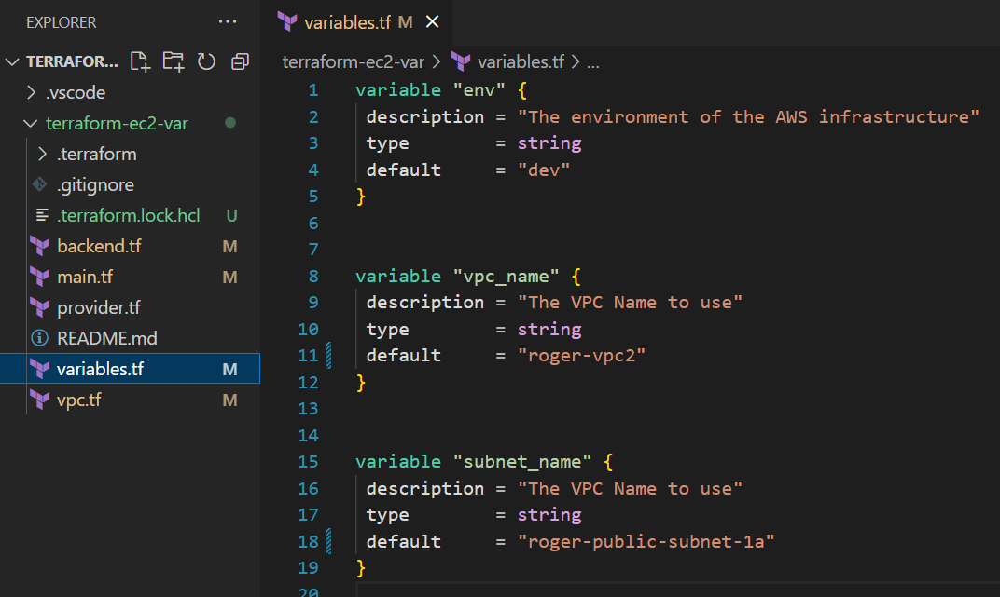 EXPLORER ...
TERRAFOR...
.vscode
terraform-ec2-var
.terraform
.gitignore
.terraform.lock.hcl U
backend.tf M
main.tf M
provider.tf
README.md
variables.tf M
vpc.tf M
variables.tf M
terraform-ec2-var > variables.tf > ...
1 variable "env" {
2 description = "The environment of the AWS infrastructure"
3 type = string
4 default = "dev"
5 }
6
7
8 variable "vpc_name" {
9 description = "The VPC Name to use"
10 type = string
11 default = "roger-vpc2"
12 }
13
14
15 variable "subnet_name" {
16 description = "The VPC Name to use"
17 type = string
18 default = "roger-public-subnet-1a"
19 }
20